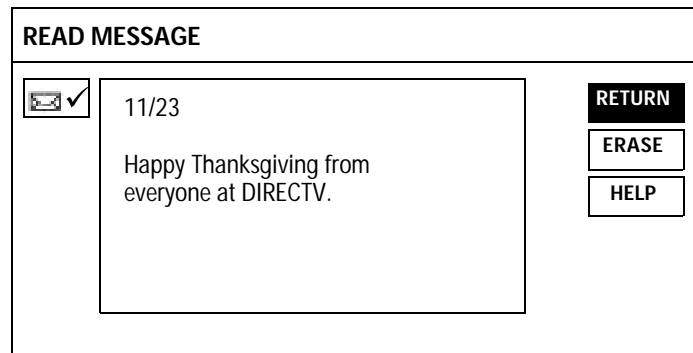 READ MESSAGE
11/23
Happy Thanksgiving from
everyone at DIRECTV.
RETURN
ERASE
HELP